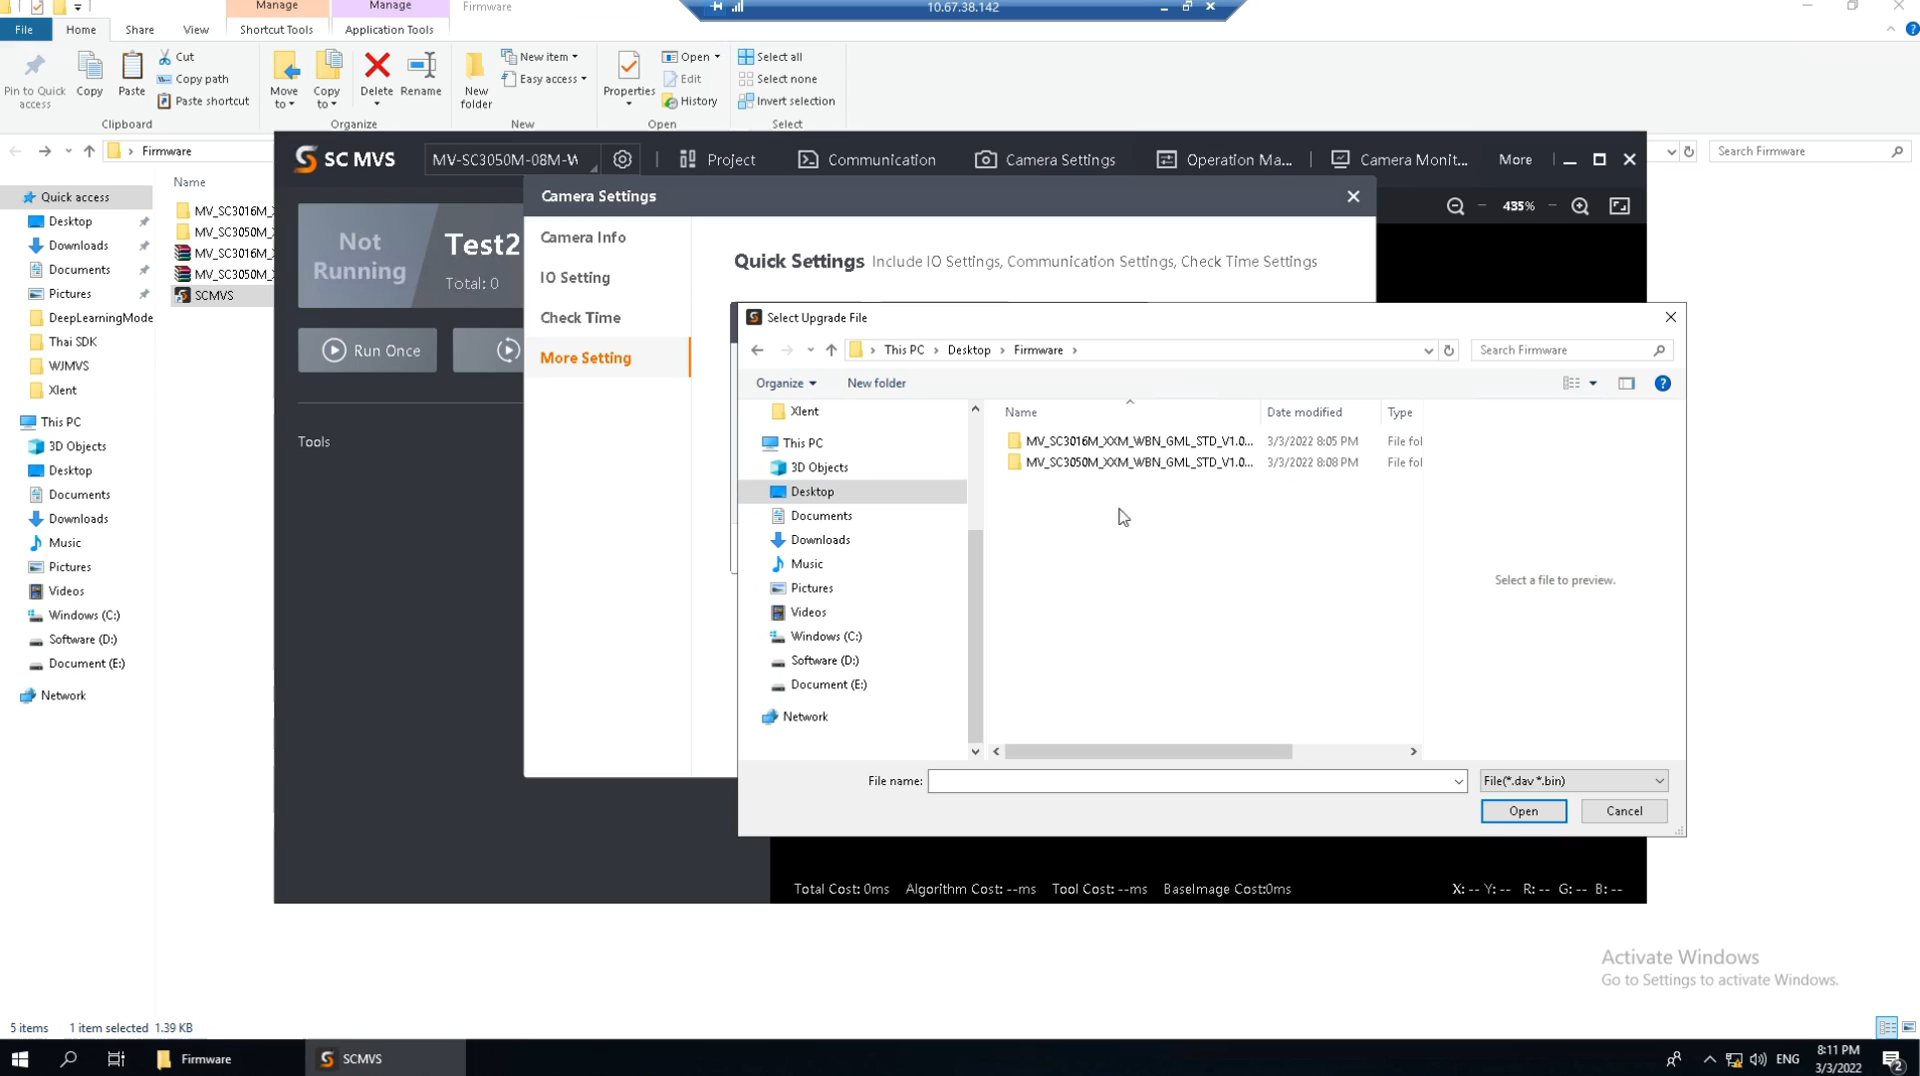 Manage
Manage
Firmware
10.67.38.142
File
Home
Share
View
Shortcut Tools
Application Tools
Pin to Quick access
Copy
Paste
Cut
Copy path
Paste shortcut
Move to
Copy to
Delete
Rename
New folder
New item
Easy access
Properties
Open
Edit
History
Select all
Select none
Invert selection
Clipboard
Organize
New
Open
Select
Firmware
Search Firmware
Quick access
Desktop
Downloads
Documents
Pictures
DeepLearningMode
Thai SDK
WJMVS
Xlent
This PC
3D Objects
Desktop
Documents
Downloads
Music
Pictures
Videos
Windows (C:)
Software (D:)
Document (E:)
Network
Name
MV_SC3016M_
MV_SC3050M_
MV_SC3016M_
MV_SC3050M_
SCMVS
SC MVS
MV-SC3050M-08M-W
Project
Communication
Camera Settings
Operation Ma...
Camera Monit...
More
435%
Not Running
Test2
Total: 0
Run Once
Tools
Camera Settings
Camera Info
IO Setting
Check Time
More Setting
Quick Settings Include IO Settings, Communication Settings, Check Time Settings
Select Upgrade File
This PC
Desktop
Firmware
Search Firmware
Organize
New folder
Xlent
This PC
3D Objects
Desktop
Documents
Downloads
Music
Pictures
Videos
Windows (C:)
Software (D:)
Document (E:)
Network
Name Date modified Type
MV_SC3016M_XXM_WBN_GML_STD_V1.0... 3/3/2022 8:05 PM File fol
MV_SC3050M_XXM_WBN_GML_STD_V1.0... 3/3/2022 8:08 PM File fol
Select a file to preview.
File name:
File(*.dav *.bin)
Open
Cancel
Total Cost: 0ms Algorithm Cost: --ms Tool Cost: --ms BaseImage Cost:0ms
X: -- Y: -- R: -- G: -- B: --
Activate Windows
Go to Settings to activate Windows.
5 items 1 item selected 1.39 KB
Firmware
SCMVS
ENG
8:11 PM
3/3/2022
2